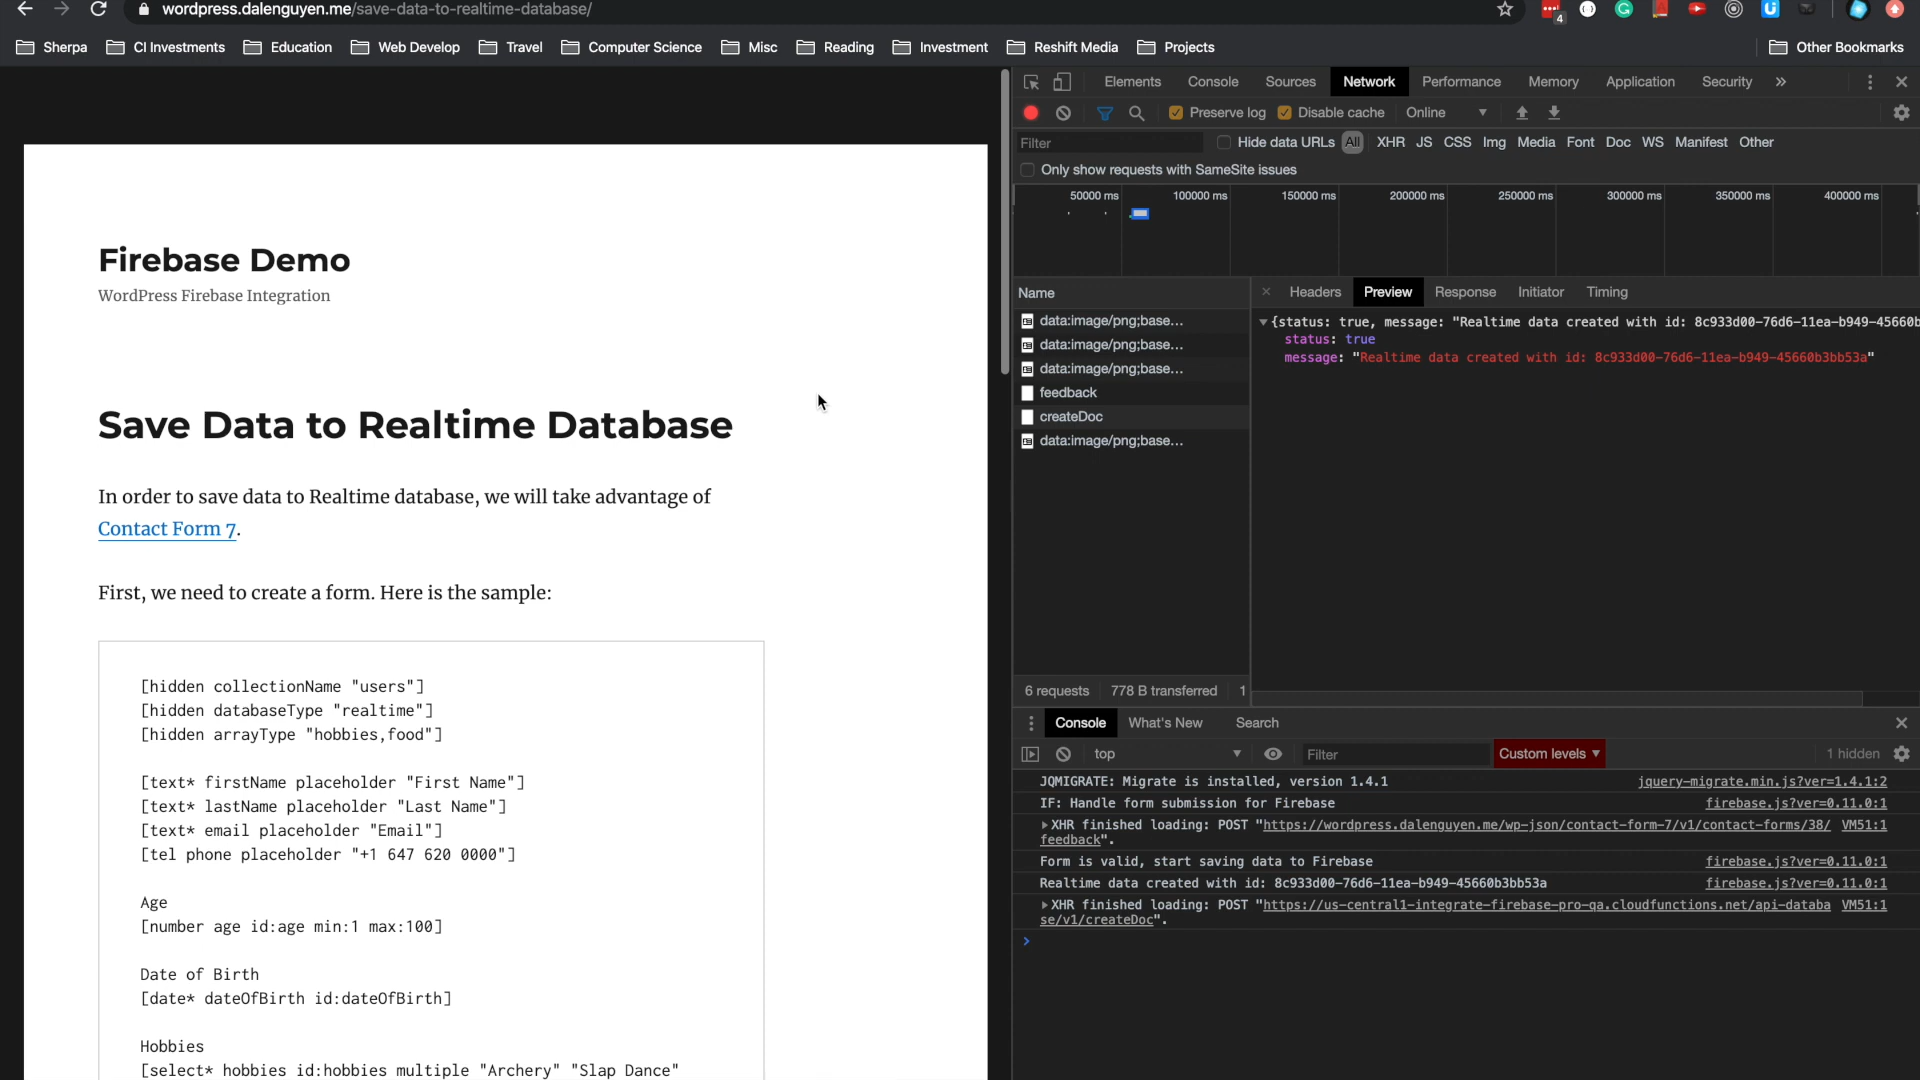 wordpress.dalenguyen.me/save-data-to-realtime-database/
4
Sherpa
CI Investments
Education
Web Develop
Travel
Computer Science
Misc
Reading
Investment
Reshift Media
Projects
Other Bookmarks
Firebase Demo
WordPress Firebase Integration
Save Data to Realtime Database
In order to save data to Realtime database, we will take advantage of
Contact Form 7.
First, we need to create a form. Here is the sample:
[hidden collectionName "users"]
[hidden databaseType "realtime"]
[hidden arrayType "hobbies,food"]
[text* firstName placeholder "First Name"]
[text* lastName placeholder "Last Name"]
[text* email placeholder "Email"]
[tel phone placeholder "+1 647 620 0000"]
Age
[number age id:age min:1 max:100]
Date of Birth
[date* dateOfBirth id:dateOfBirth]
Hobbies
[select* hobbies id:hobbies multiple "Archery" "Slap Dance"
Elements Console Sources Network Performance Memory Application Security »
Preserve log Disable cache Online
Filter Hide data URLs All XHR JS CSS Img Media Font Doc WS Manifest Other
Only show requests with SameSite issues
50000 ms 100000 ms 150000 ms 200000 ms 250000 ms 300000 ms 350000 ms 400000 ms
Name
data:image/png;base...
data:image/png;base...
data:image/png;base...
feedback
createDoc
data:image/png;base...
6 requests 778 B transferred 1
Headers Preview Response Initiator Timing
{status: true, message: "Realtime data created with id: 8c933d00-76d6-11ea-b949-45660b
status: true
message: "Realtime data created with id: 8c933d00-76d6-11ea-b949-45660b3bb53a"
Console What's New Search
top Filter Custom levels 1 hidden
JQMIGRATE: Migrate is installed, version 1.4.1 jquery-migrate.min.js?ver=1.4.1:2
IF: Handle form submission for Firebase firebase.js?ver=0.11.0:1
XHR finished loading: POST "https://wordpress.dalenguyen.me/wp-json/contact-form-7/v1/contact-forms/38/ VM51:1
feedback".
Form is valid, start saving data to Firebase firebase.js?ver=0.11.0:1
Realtime data created with id: 8c933d00-76d6-11ea-b949-45660b3bb53a firebase.js?ver=0.11.0:1
XHR finished loading: POST "https://us-central1-integrate-firebase-pro-qa.cloudfunctions.net/api-databa VM51:1
se/v1/createDoc".